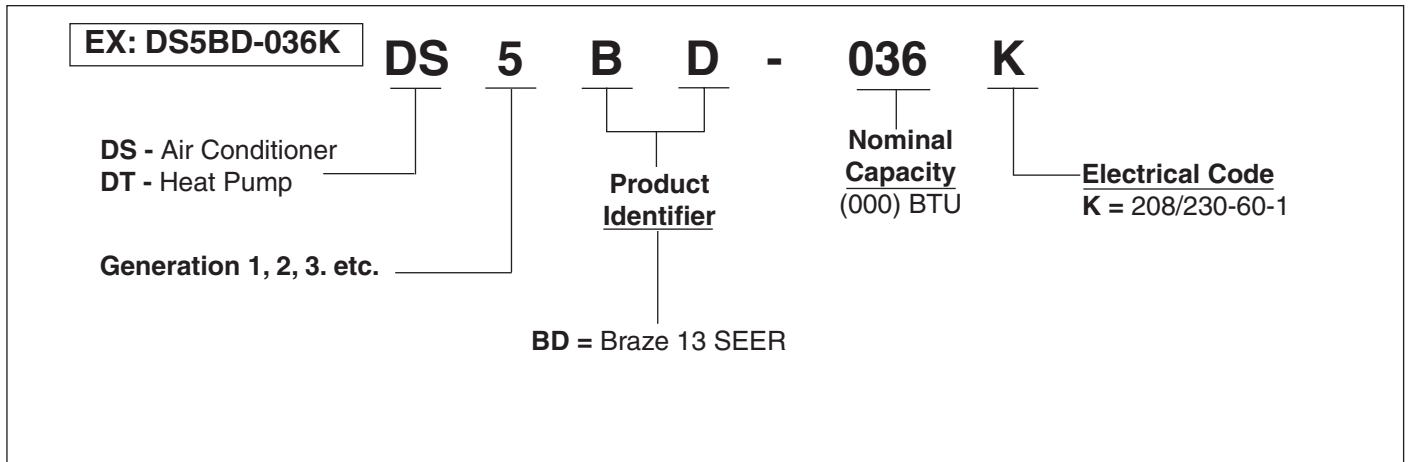 EX: DS5BD-036K
DS 5 B D - 036 K
DS - Air Conditioner
DT - Heat Pump
Generation 1, 2, 3. etc.
Product
Identifier
BD = Braze 13 SEER
Nominal
Capacity
(000) BTU
Electrical Code
K = 208/230-60-1